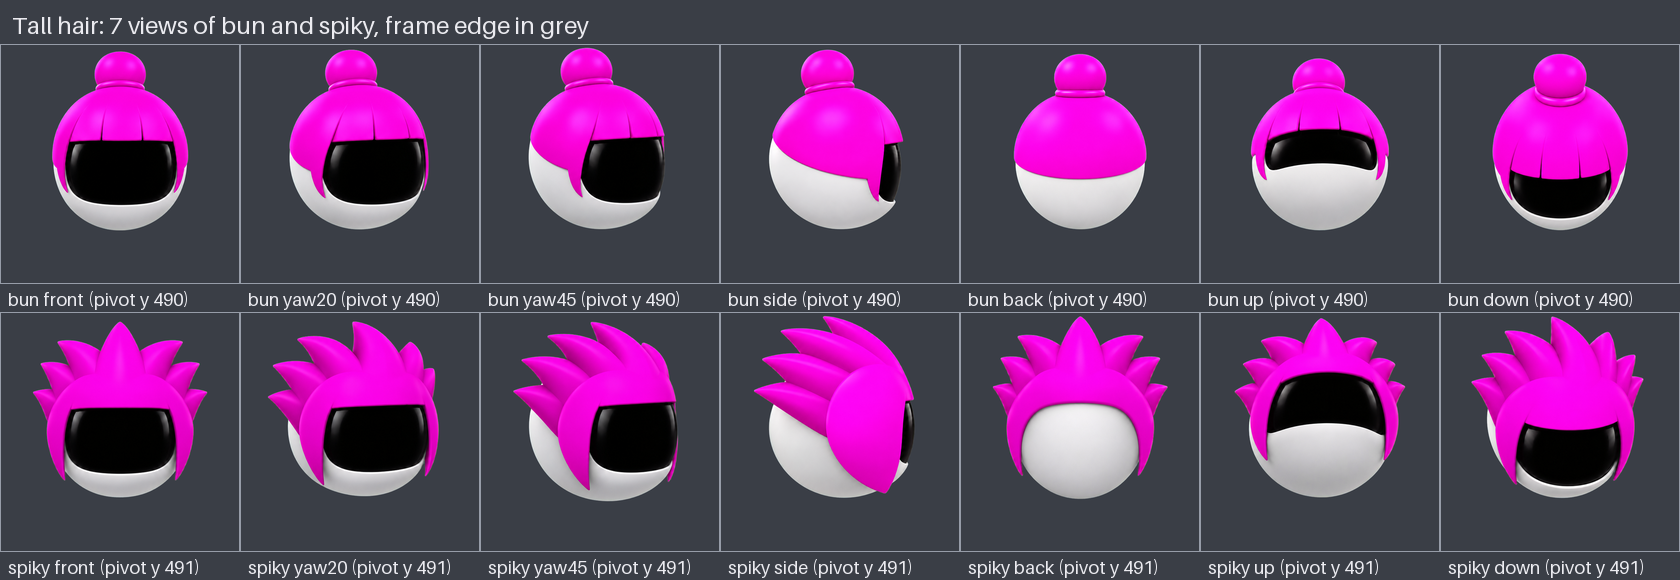 Tall hair: 7 views of bun and spiky, frame edge in grey
bun front (pivot y 490)
bun yaw20 (pivot y 490)
bun yaw45 (pivot y 490)
bun side (pivot y 490)
bun back (pivot y 490)
bun up (pivot y 490)
bun down (pivot y 490)
spiky front (pivot y 491)
spiky yaw20 (pivot y 491)
spiky yaw45 (pivot y 491)
spiky side (pivot y 491)
spiky back (pivot y 491)
spiky up (pivot y 491)
spiky down (pivot y 491)